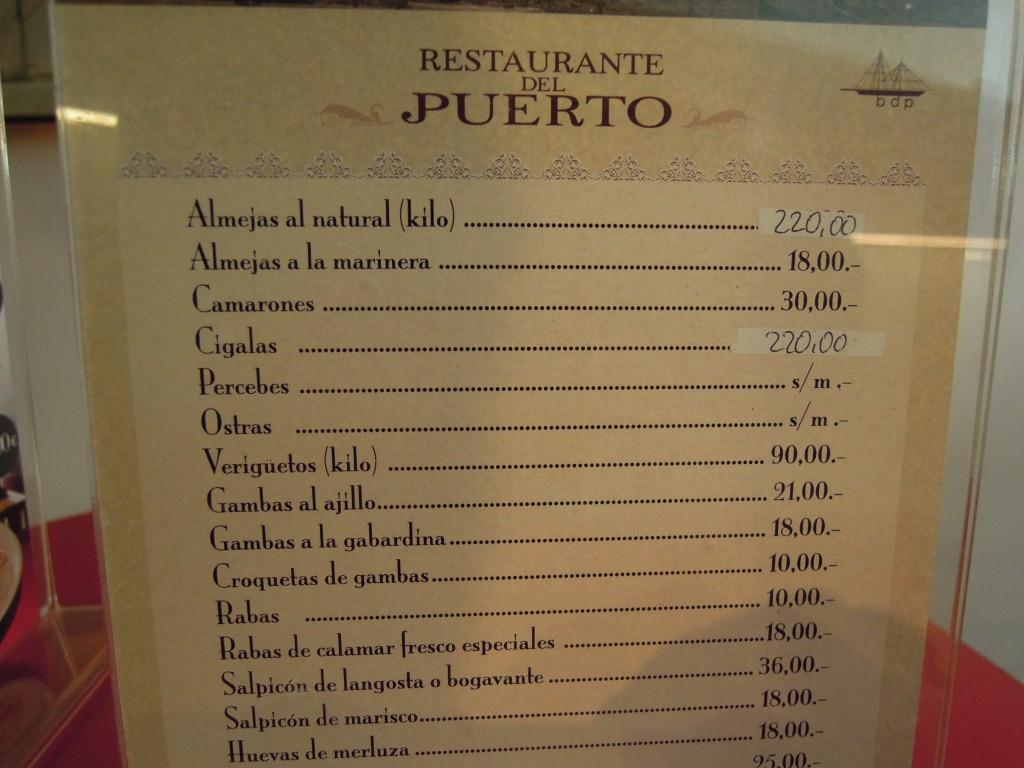 RESTAURANTE
DEL
PUERTO
bdp
Almejas al natural (kilo) ........ 220,00
Almejas a la marinera ........ 18,00.-
Camarones ........ 30,00.-
Cigalas ........ 220,00
Percebes ........ s/m .-
Ostras ........ s/m .-
Verigüetos (kilo) ........ 90,00.-
Gambas al ajillo ........ 21,00.-
Gambas a la gabardina ........ 18,00.-
Croquetas de gambas ........ 10,00.-
Rabas ........ 10,00.-
Rabas de calamar fresco especiales ........ 18,00.-
Salpicón de langosta o bogavante ........ 36,00.-
Salpicón de marisco ........ 18,00.-
Huevas de merluza ........ 18,00.-
25,00.-